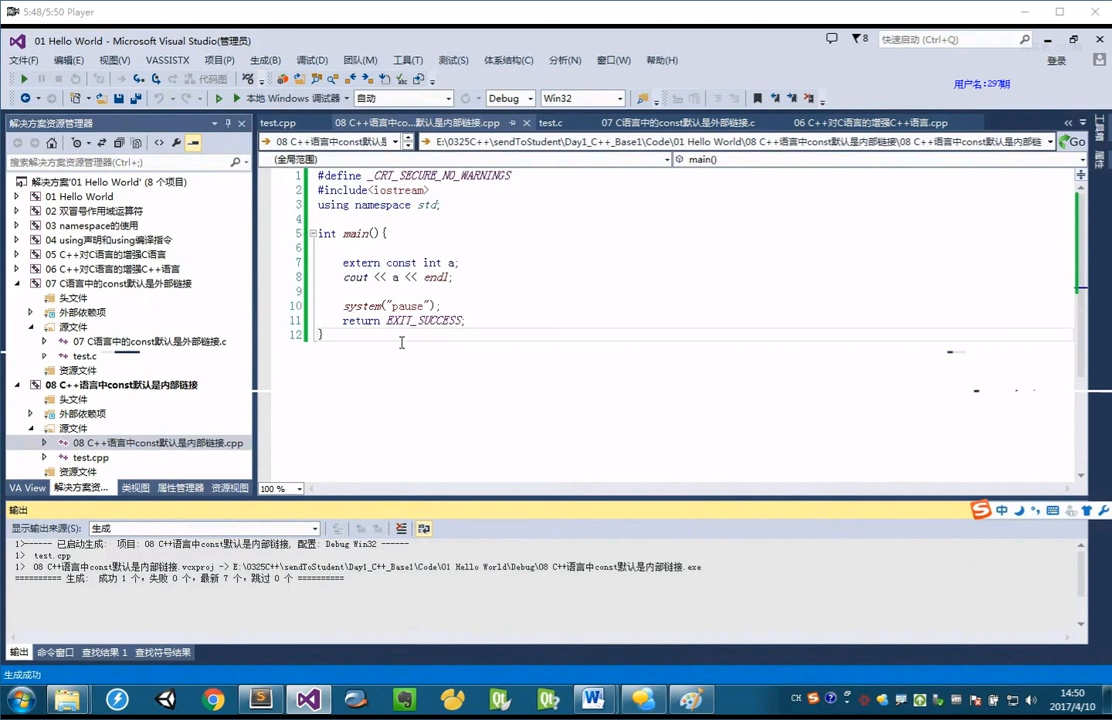 5:48/5:50 Player
01 Hello World - Microsoft Visual Studio(管理员)
8
快速启动 (Ctrl+Q)
文件(F) 编辑(E) 视图(V) VASSISTX 项目(P) 生成(B) 调试(D) 团队(M) 工具(T) 测试(S) 体系结构(C) 分析(N) 窗口(W) 帮助(H)
登录
代码图
用户名:297期
本地 Windows 调试器 自动 Debug Win32
解决方案资源管理器
test.cpp 08 C++语言中co...默认是内部链接.cpp test.c 07 C语言中的const默认是外部链接.c 06 C++对C语言的增强C++语言.cpp
08 C++语言中const默认是 E:\0325C++\sendToStudent\Day1_C++_Base1\Code\01 Hello World\08 C++语言中const默认是内部链接\08 C++语言中const默认是内部链 Go
搜索解决方案资源管理器(Ctrl+;)
(全局范围) main()
解决方案'01 Hello World' (8 个项目)
01 Hello World
02 双冒号作用域运算符
03 namespace的使用
04 using声明和using编译指令
05 C++对C语言的增强C语言
06 C++对C语言的增强C++语言
07 C语言中的const默认是外部链接
头文件
外部依赖项
源文件
07 C语言中的const默认是外部链接.c
test.c
资源文件
08 C++语言中const默认是内部链接
头文件
外部依赖项
源文件
08 C++语言中const默认是内部链接.cpp
test.cpp
资源文件
1 #define _CRT_SECURE_NO_WARNINGS
2 #include<iostream>
3 using namespace std;
4
5 int main(){
6
7 extern const int a;
8 cout << a << endl;
9
10 system("pause");
11 return EXIT_SUCCESS;
12 }
工具箱
属性
VA View 解决方案资... 类视图 属性管理器 资源视图
100 %
输出
中
显示输出来源(S): 生成
1>------ 已启动生成: 项目: 08 C++语言中const默认是内部链接, 配置: Debug Win32 ------
1> test.cpp
1> 08 C++语言中const默认是内部链接.vcxproj -> E:\0325C++\sendToStudent\Day1_C++_Base1\Code\01 Hello World\Debug\08 C++语言中const默认是内部链接.exe
========== 生成: 成功 1 个，失败 0 个，最新 7 个，跳过 0 个 ==========
输出 命令窗口 查找结果 1 查找符号结果
生成成功
CH
14:50
2017/4/10